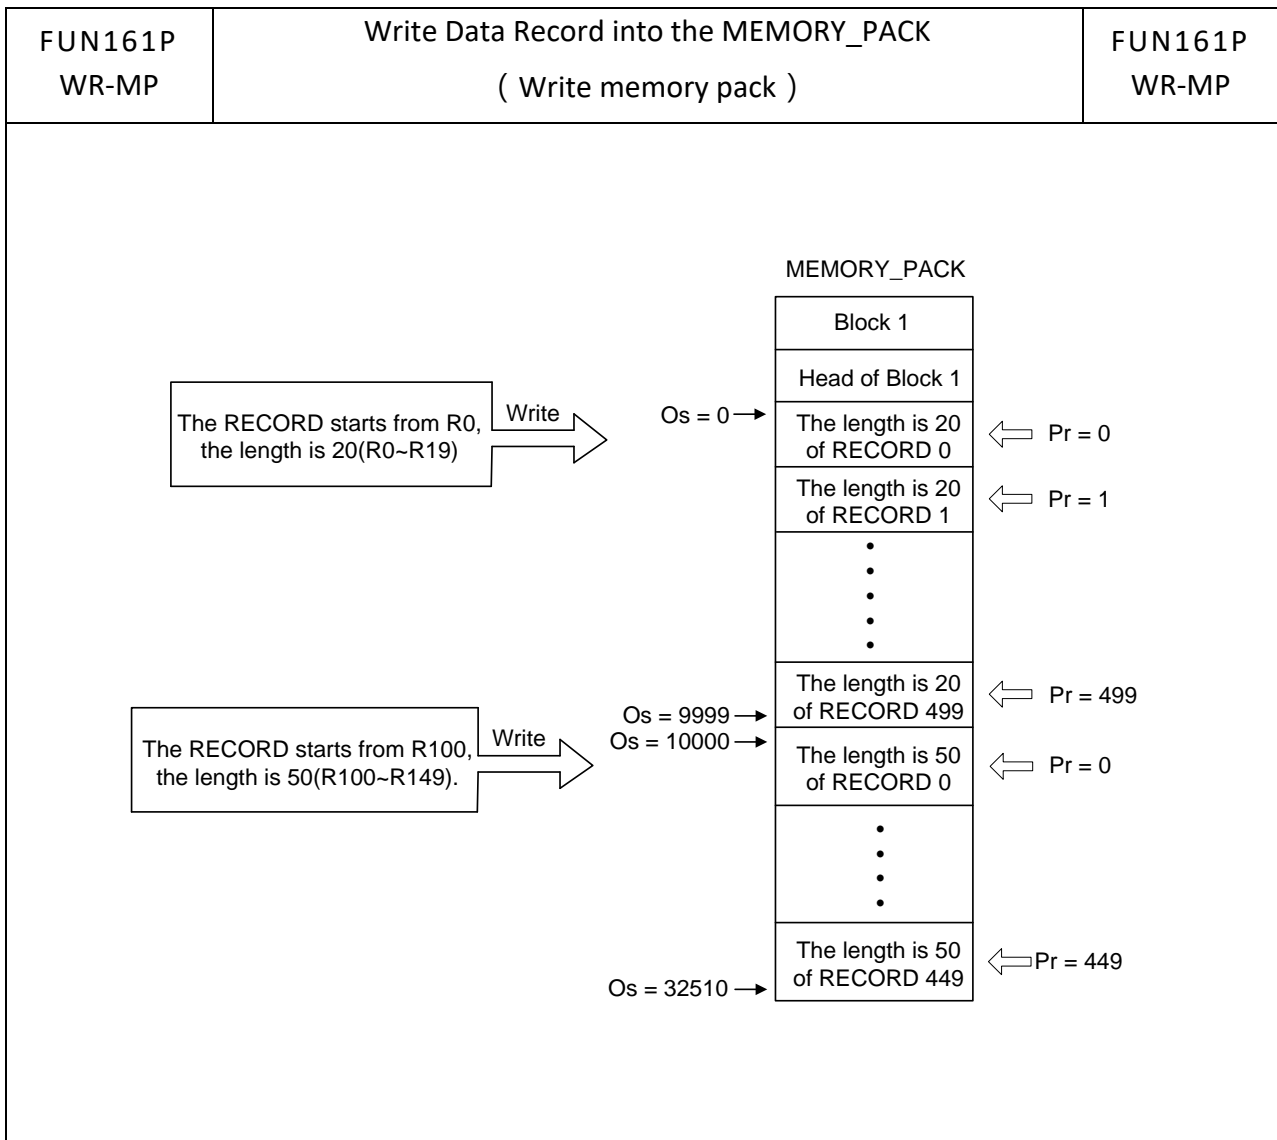 FUN161P
WR-MP
Write Data Record into the MEMORY_PACK
( Write memory pack )
FUN161P
WR-MP
MEMORY_PACK
Block 1
Head of Block 1
The RECORD starts from R0,
the length is 20(R0~R19)
Write
Os = 0
The length is 20
of RECORD 0
Pr = 0
The length is 20
of RECORD 1
Pr = 1
The length is 20
of RECORD 499
Pr = 499
Os = 9999
Os = 10000
The RECORD starts from R100,
the length is 50(R100~R149).
Write
The length is 50
of RECORD 0
Pr = 0
The length is 50
of RECORD 449
Pr = 449
Os = 32510